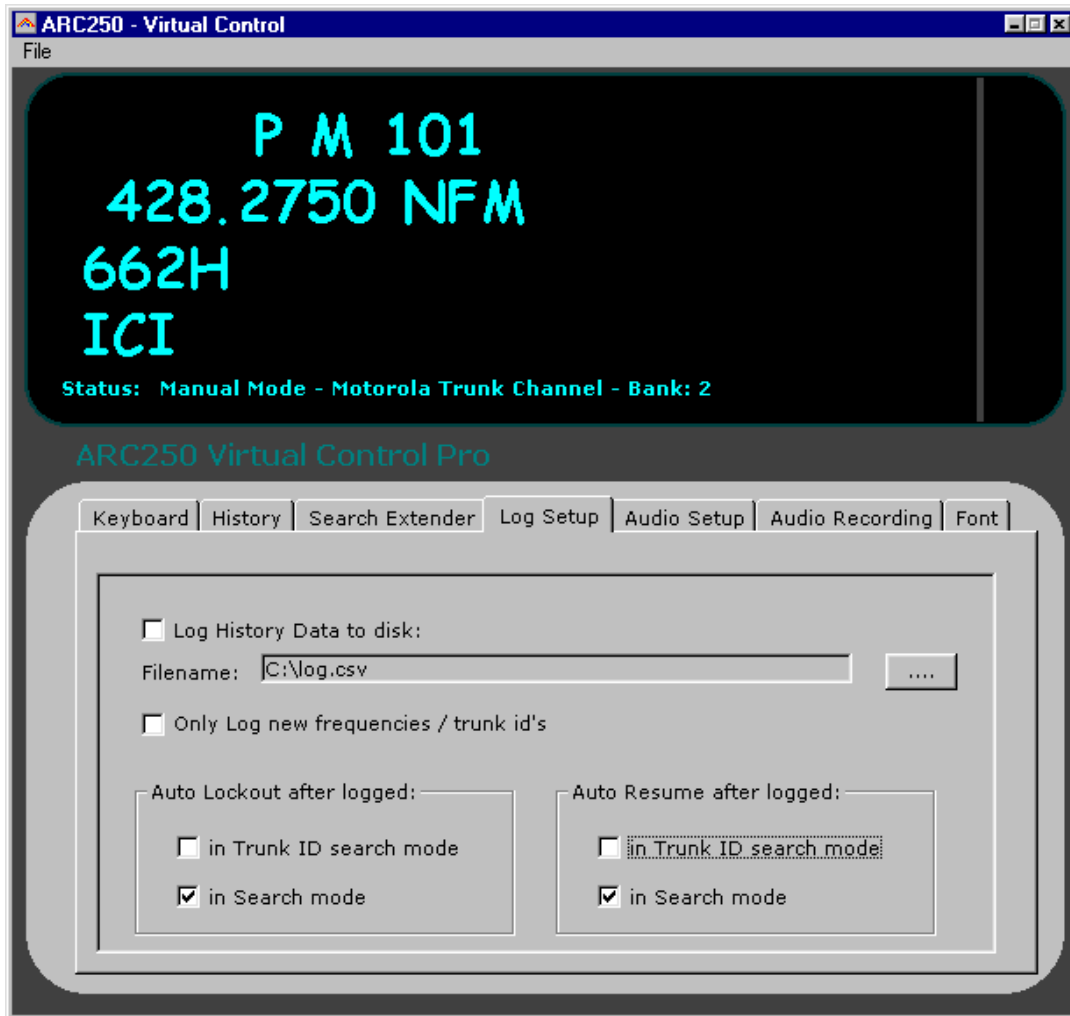 ARC250 - Virtual Control
File
P M 101
428.2750 NFM
662H
ICI
Status: Manual Mode - Motorola Trunk Channel - Bank: 2
ARC250 Virtual Control Pro
Keyboard History Search Extender Log Setup Audio Setup Audio Recording Font
Log History Data to disk:
Filename: C:\log.csv ....
Only Log new frequencies / trunk id's
Auto Lockout after logged: Auto Resume after logged:
in Trunk ID search mode in Trunk ID search mode
in Search mode in Search mode